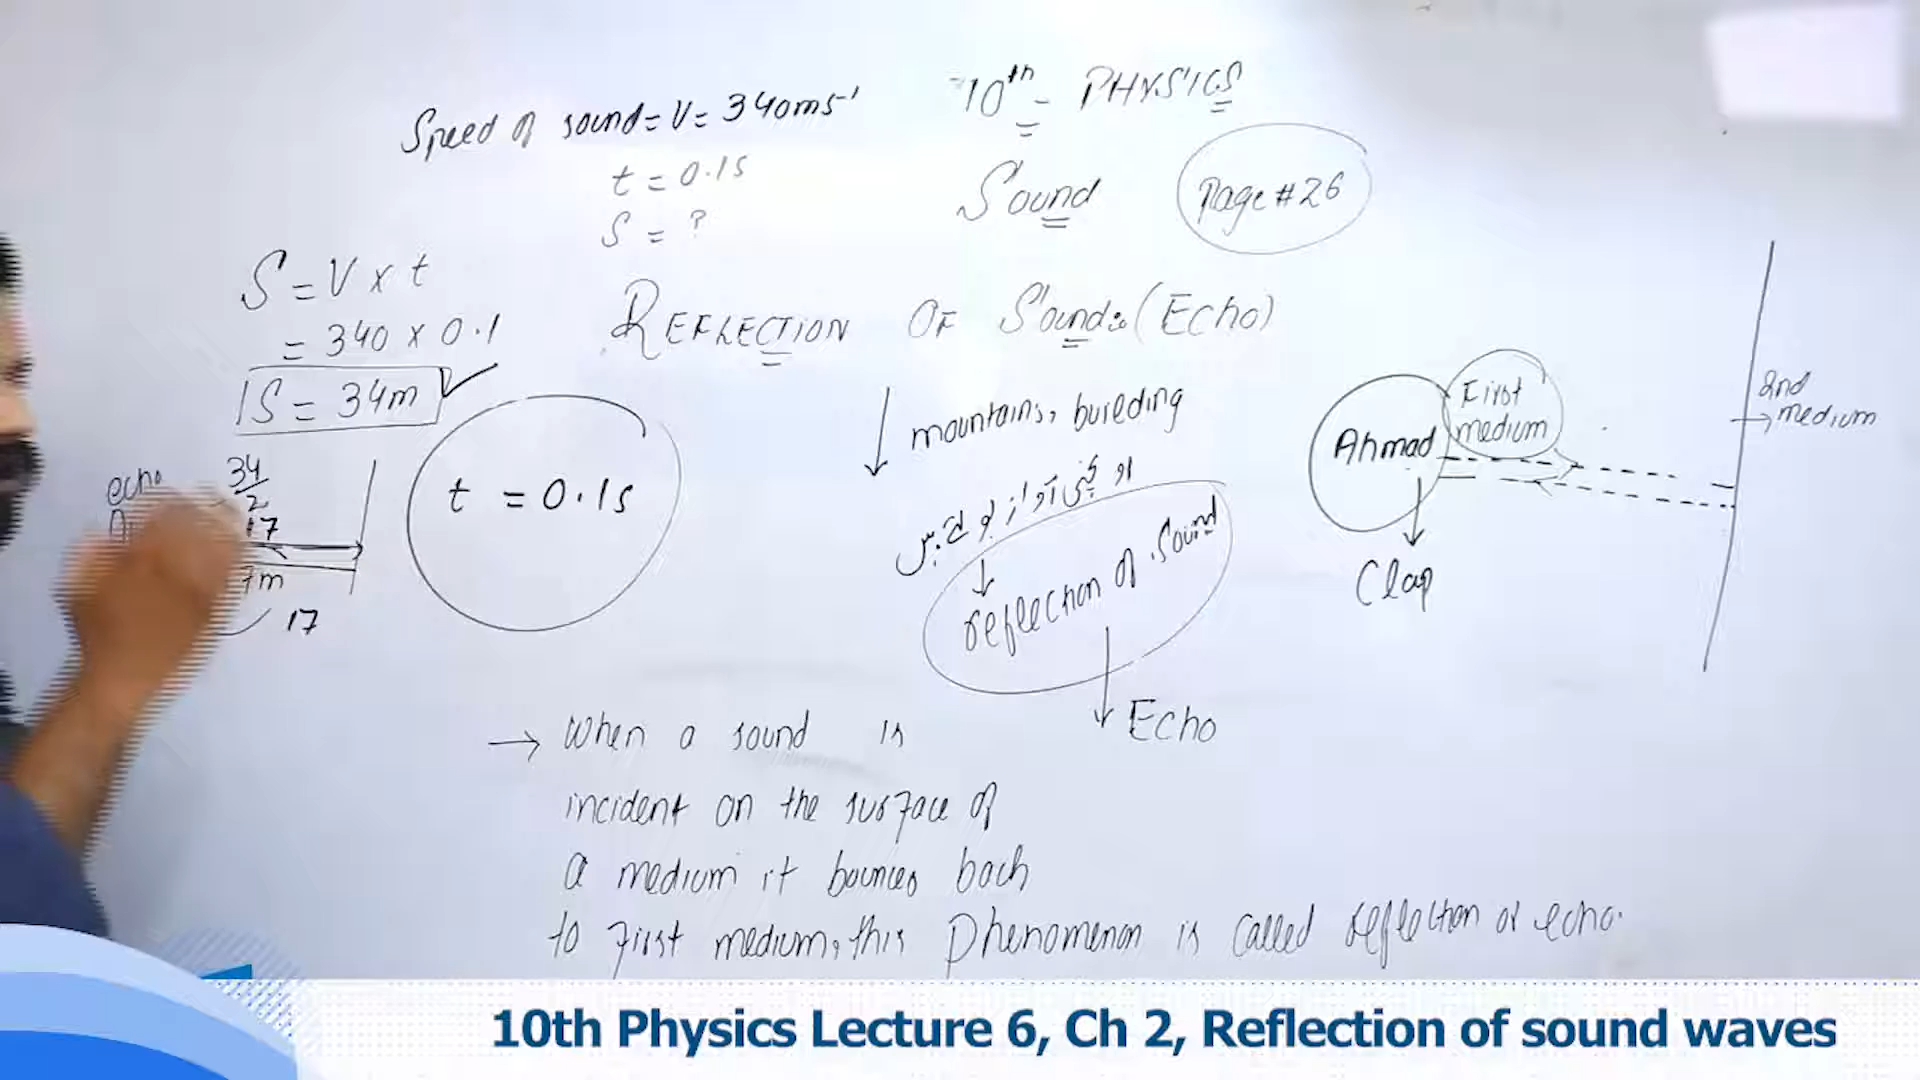 10th - PHYSICS
Speed of sound = V = 340ms⁻¹
t = 0.1s
S = ?
Sound
Page # 26
S = V x t
= 340 x 0.1
S = 34m
REFLECTION OF Sound: (Echo)
mountains, building
reflection of sound
Echo
t = 0.1s
echo
34
2
17
7m
17
Ahmad
First
medium
2nd
medium
Clap
→ When a sound is
incident on the surface of
a medium it bounces back
to first medium, this phenomenon is called reflection or echo.
10th Physics Lecture 6, Ch 2, Reflection of sound waves